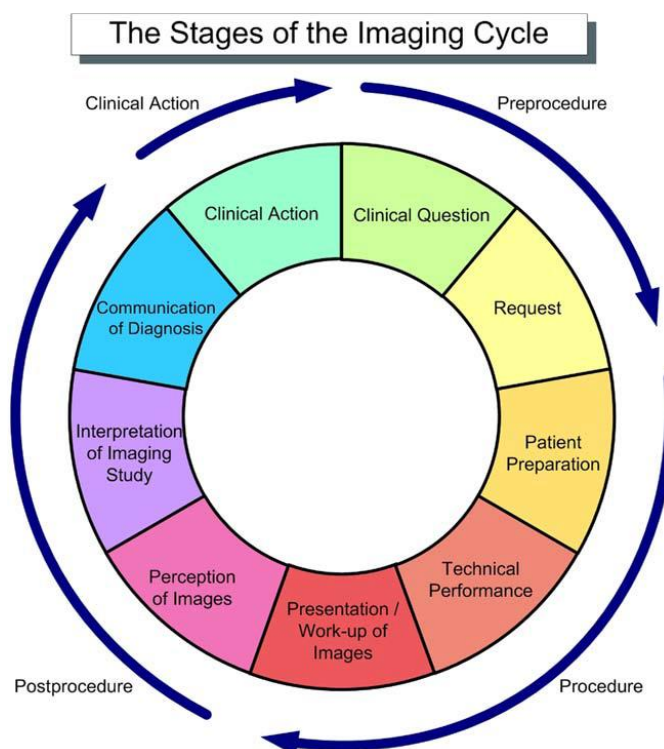 The Stages of the Imaging Cycle
Clinical Action
Preprocedure
Clinical Action
Clinical Question
Communication
of Diagnosis
Request
Interpretation
of Imaging
Study
Patient
Preparation
Perception
of Images
Technical
Performance
Presentation /
Work-up of
Images
Postprocedure
Procedure